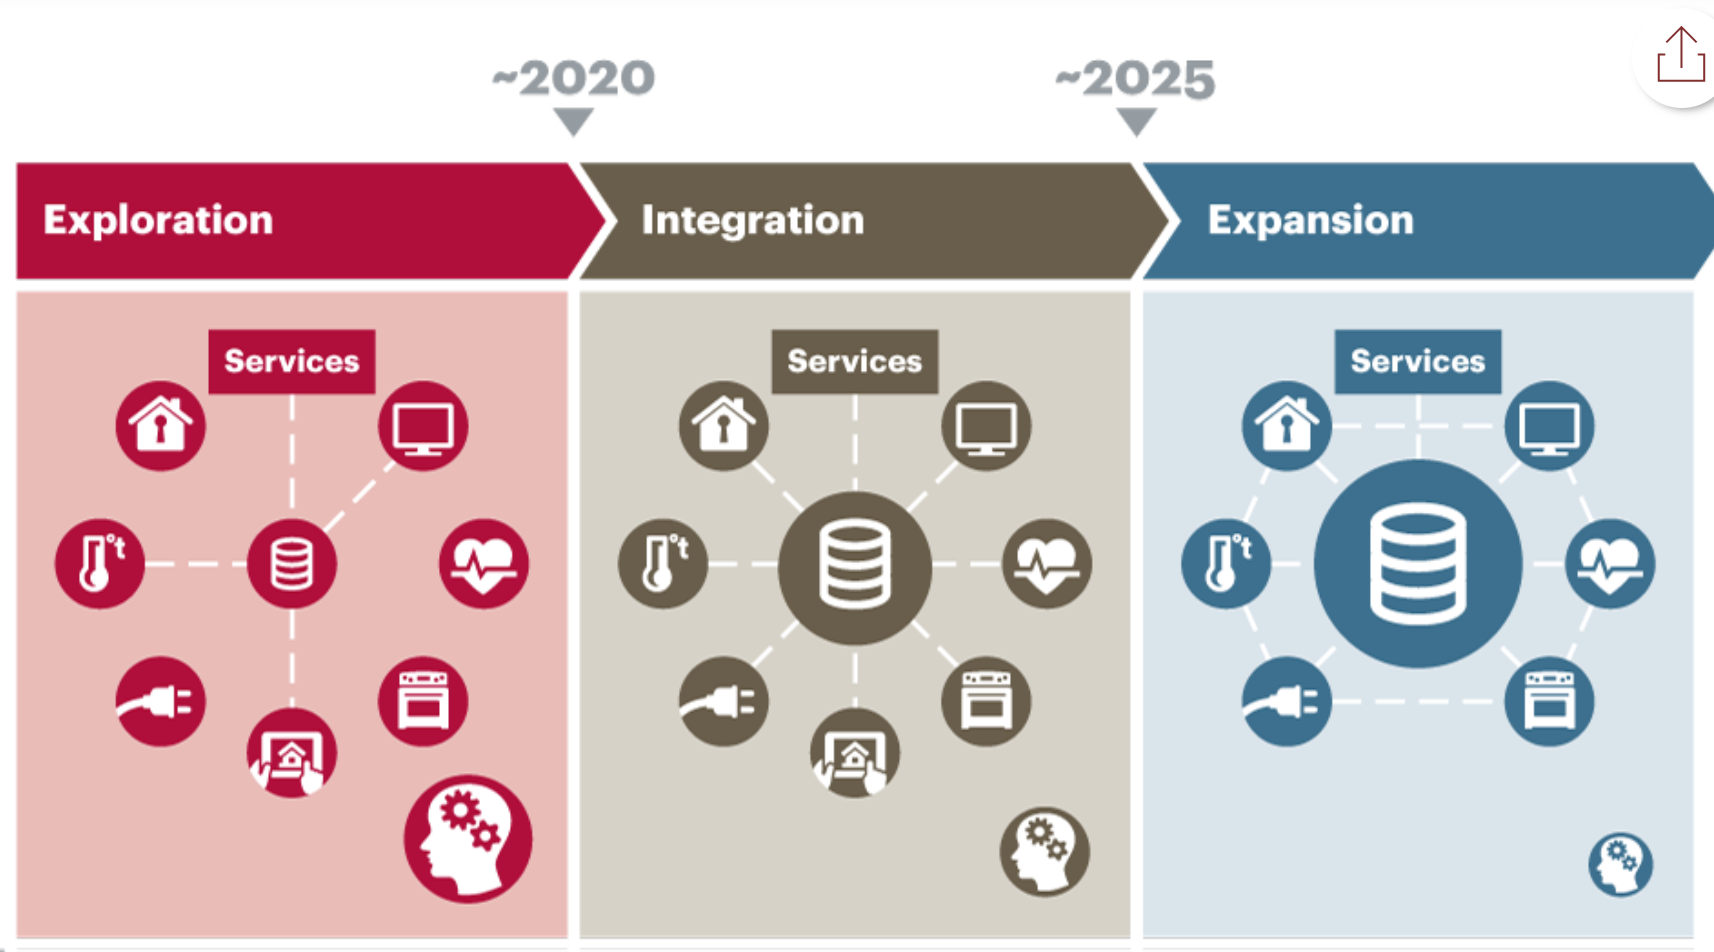 ~2020
~2025
Exploration
Integration
Expansion
Services
Services
Services
°t
°t
°t